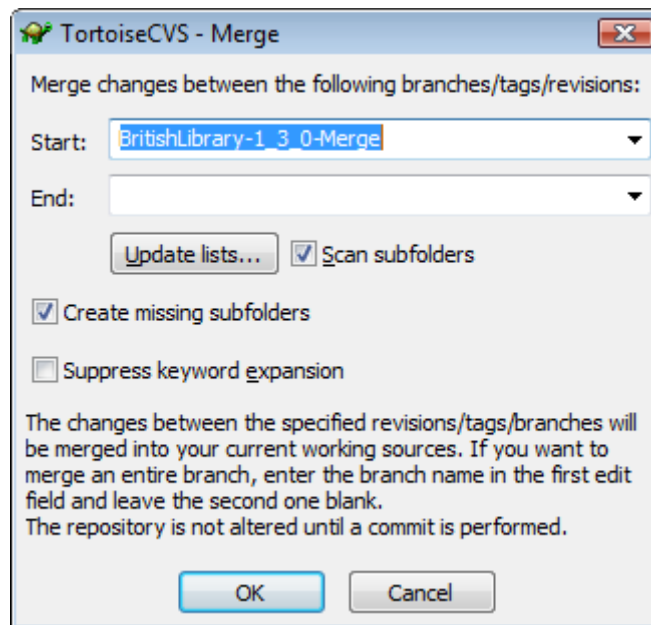 TortoiseCVS - Merge
Merge changes between the following branches/tags/revisions:
Start: BritishLibrary-1_3_0-Merge
End:
Update lists... Scan subfolders
Create missing subfolders
Suppress keyword expansion
The changes between the specified revisions/tags/branches will
be merged into your current working sources. If you want to
merge an entire branch, enter the branch name in the first edit
field and leave the second one blank.
The repository is not altered until a commit is performed.
OK Cancel